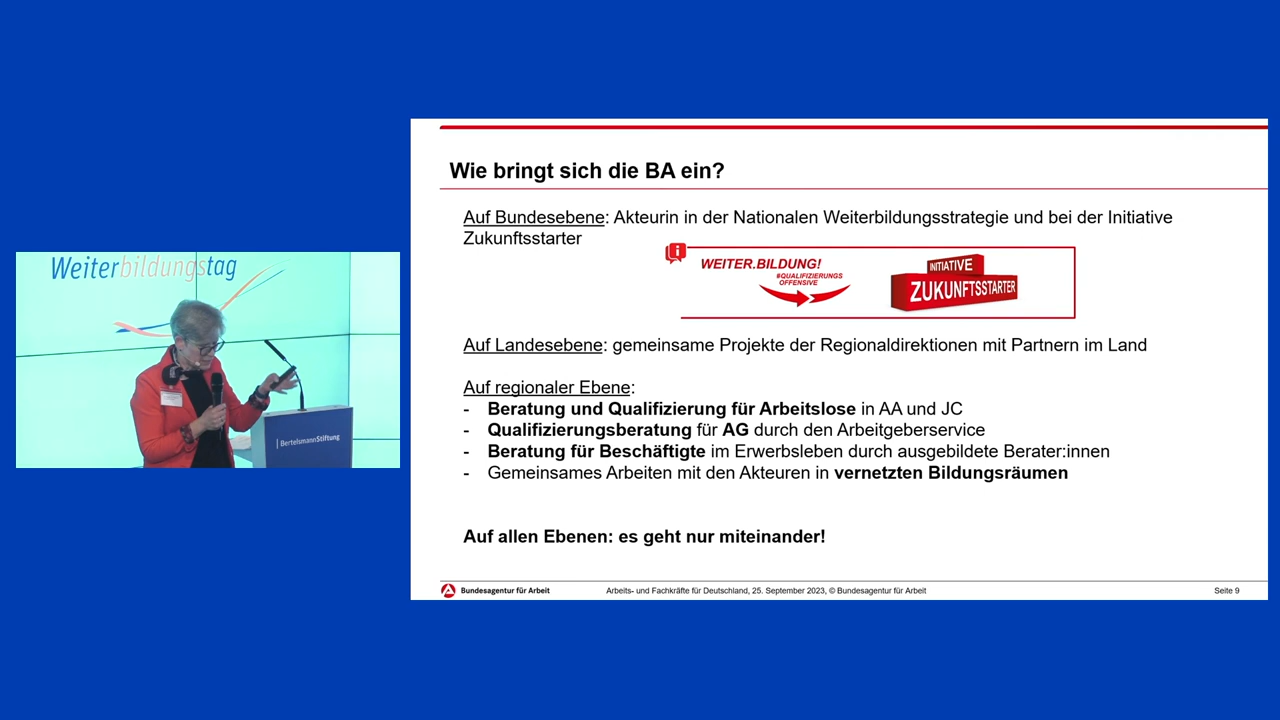 Weiterbildungstag
BertelsmannStiftung
Wie bringt sich die BA ein?
Auf Bundesebene: Akteurin in der Nationalen Weiterbildungsstrategie und bei der Initiative
Zukunftsstarter
WEITER.BILDUNG!
#QUALIFIZIERUNGS
OFFENSIVE
INITIATIVE
ZUKUNFTSSTARTER
Auf Landesebene: gemeinsame Projekte der Regionaldirektionen mit Partnern im Land
Auf regionaler Ebene:
- Beratung und Qualifizierung für Arbeitslose in AA und JC
- Qualifizierungsberatung für AG durch den Arbeitgeberservice
- Beratung für Beschäftigte im Erwerbsleben durch ausgebildete Berater:innen
- Gemeinsames Arbeiten mit den Akteuren in vernetzten Bildungsräumen
Auf allen Ebenen: es geht nur miteinander!
Bundesagentur für Arbeit
Arbeits- und Fachkräfte für Deutschland, 25. September 2023, © Bundesagentur für Arbeit
Seite 9